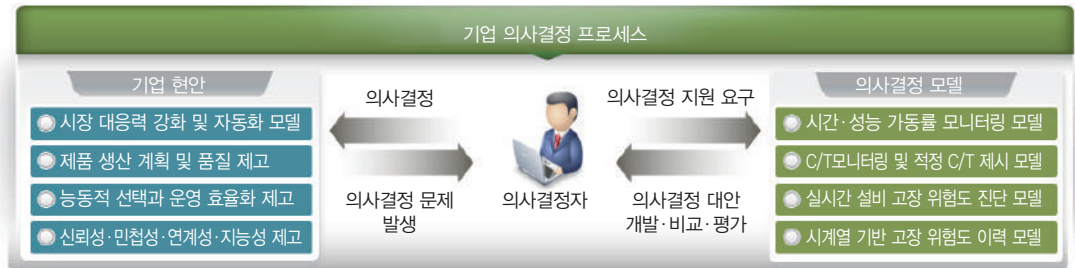 기업 의사결정 프로세스
기업 현안
시장 대응력 강화 및 자동화 모델
제품 생산 계획 및 품질 제고
능동적 선택과 운영 효율화 제고
신뢰성·민첩성·연계성·지능성 제고
의사결정
의사결정 문제
발생
의사결정자
의사결정 지원 요구
의사결정 대안
개발·비교·평가
의사결정 모델
시간·성능 가동률 모니터링 모델
C/T모니터링 및 적정 C/T 제시 모델
실시간 설비 고장 위험도 진단 모델
시계열 기반 고장 위험도 이력 모델